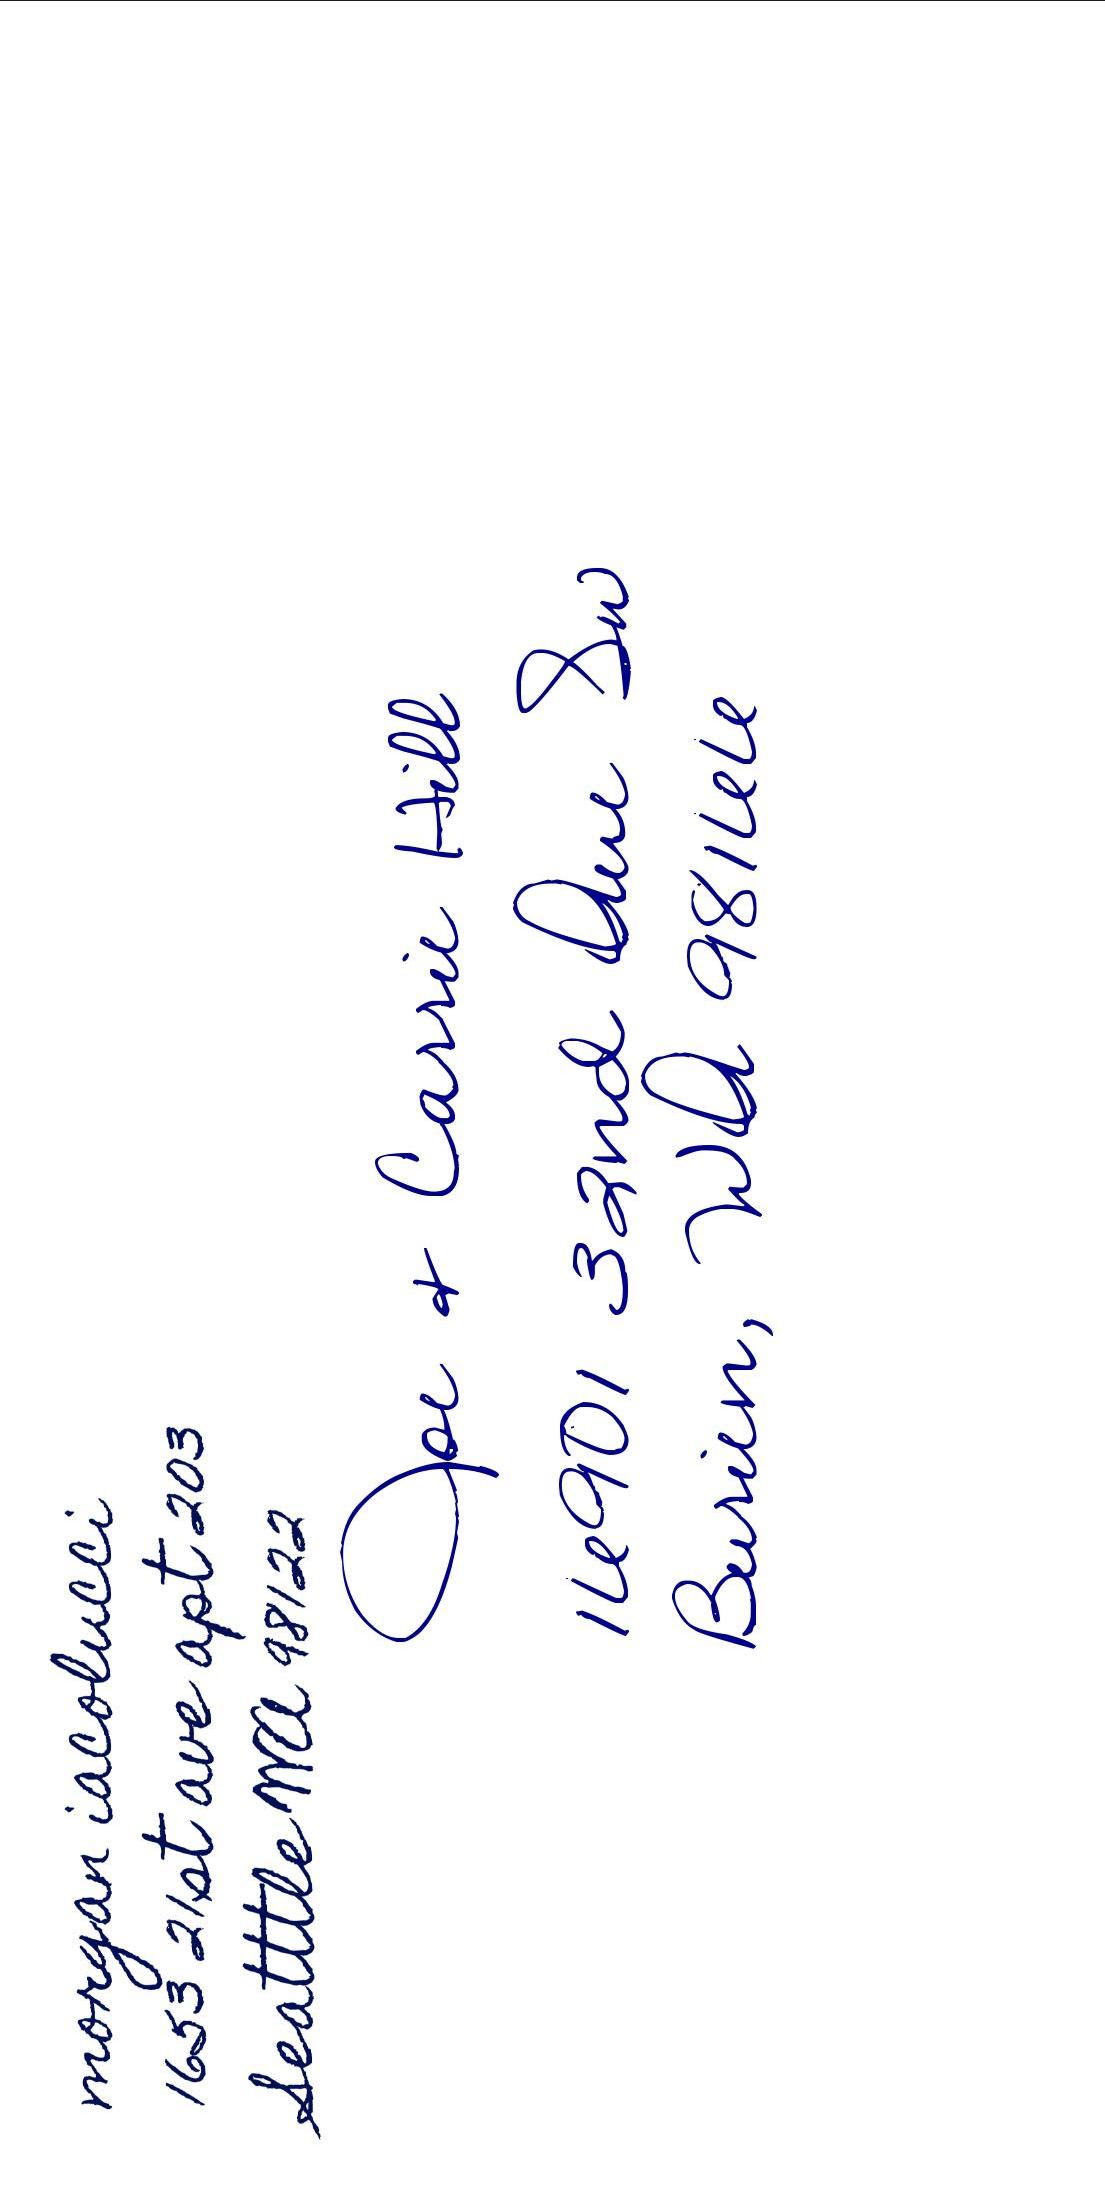 morgan iacolucci
1653 21st ave apt 203
Seatttle WA 98122
Joe & Carrie Hill
16901 32nd Ave SW
Burien, WA 98166